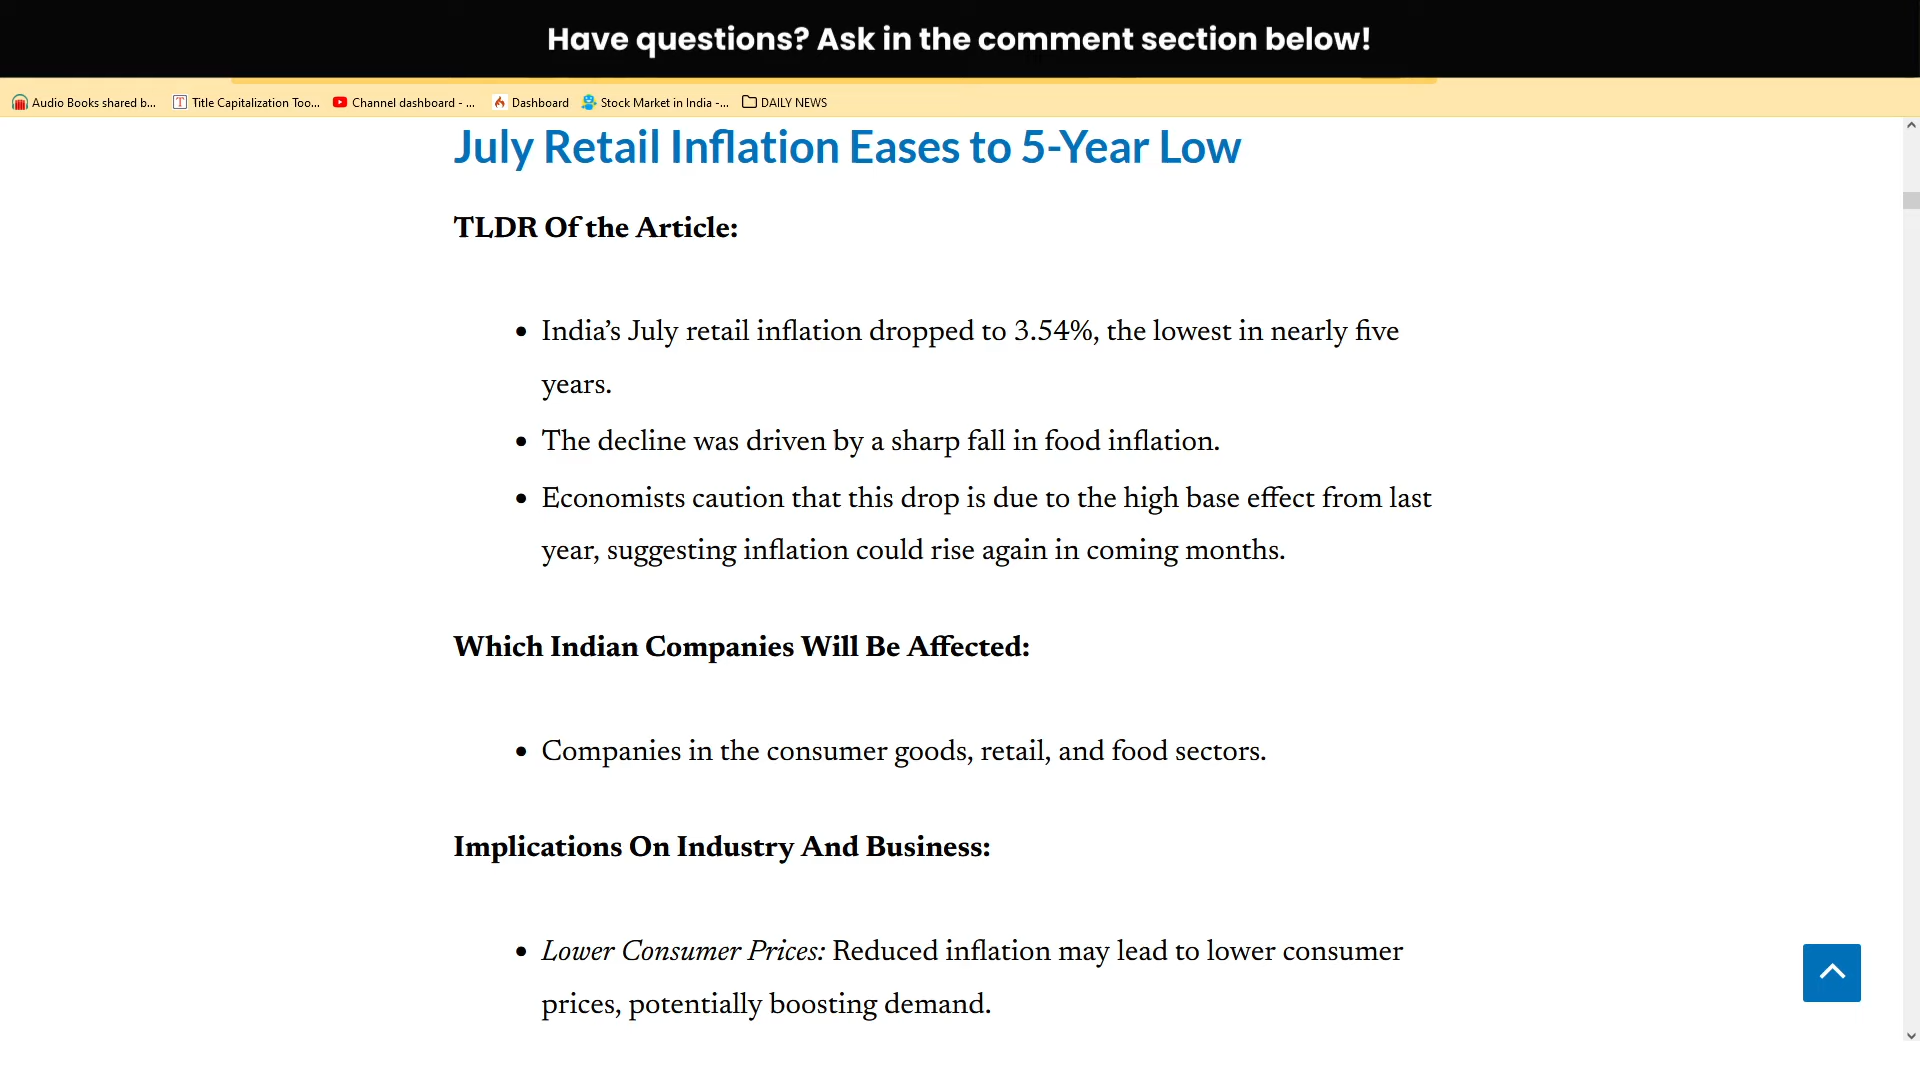 Have questions? Ask in the comment section below!
Audio Books shared b... Title Capitalization Too... Channel dashboard - ... Dashboard Stock Market in India -... DAILY NEWS
July Retail Inflation Eases to 5-Year Low
TLDR Of the Article:
• India’s July retail inflation dropped to 3.54%, the lowest in nearly five
years.
• The decline was driven by a sharp fall in food inflation.
• Economists caution that this drop is due to the high base effect from last
year, suggesting inflation could rise again in coming months.
Which Indian Companies Will Be Affected:
• Companies in the consumer goods, retail, and food sectors.
Implications On Industry And Business:
• Lower Consumer Prices: Reduced inflation may lead to lower consumer
prices, potentially boosting demand.